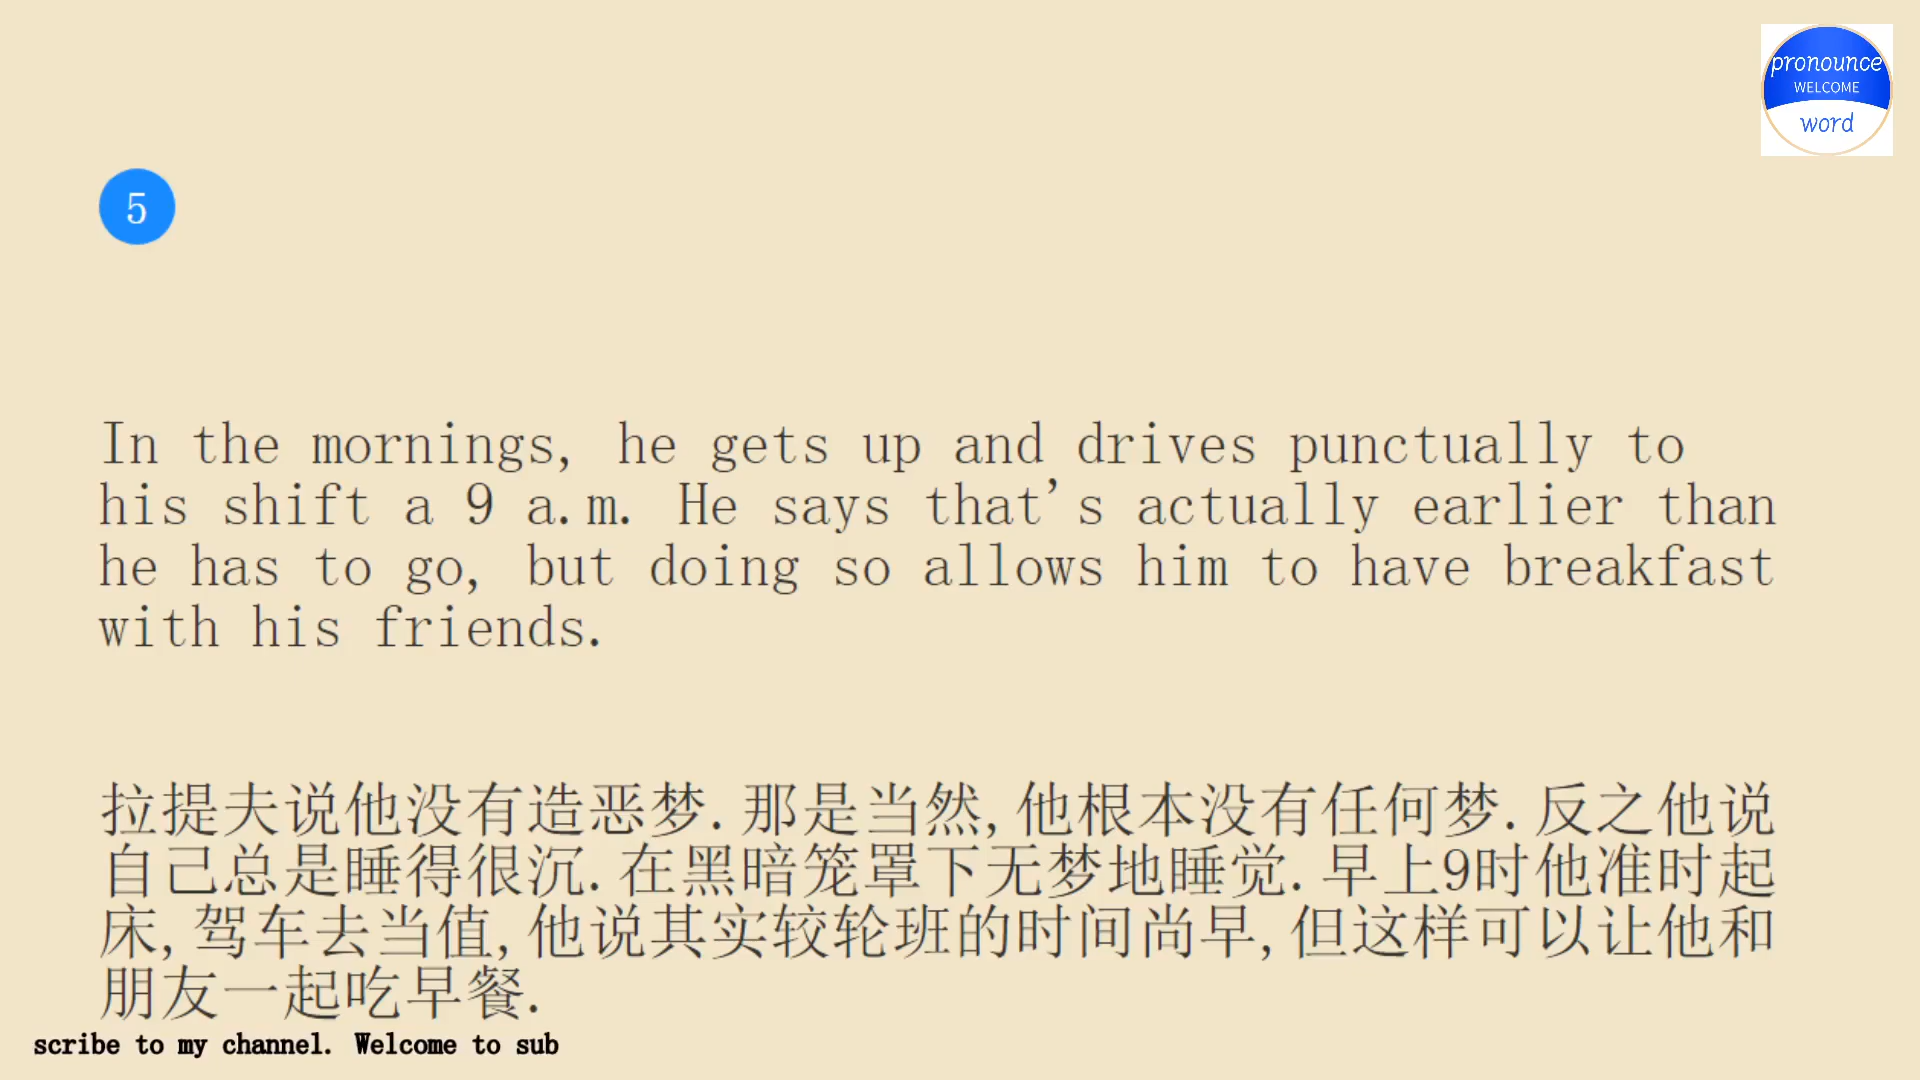 pronounce
WELCOME
word
5
In the mornings, he gets up and drives punctually to
his shift a 9 a.m. He says that's actually earlier than
he has to go, but doing so allows him to have breakfast
with his friends.
拉提夫说他没有造恶梦.那是当然,他根本没有任何梦.反之他说
自己总是睡得很沉.在黑暗笼罩下无梦地睡觉.早上9时他准时起
床,驾车去当值,他说其实较轮班的时间尚早,但这样可以让他和
朋友一起吃早餐.
scribe to my channel. Welcome to sub